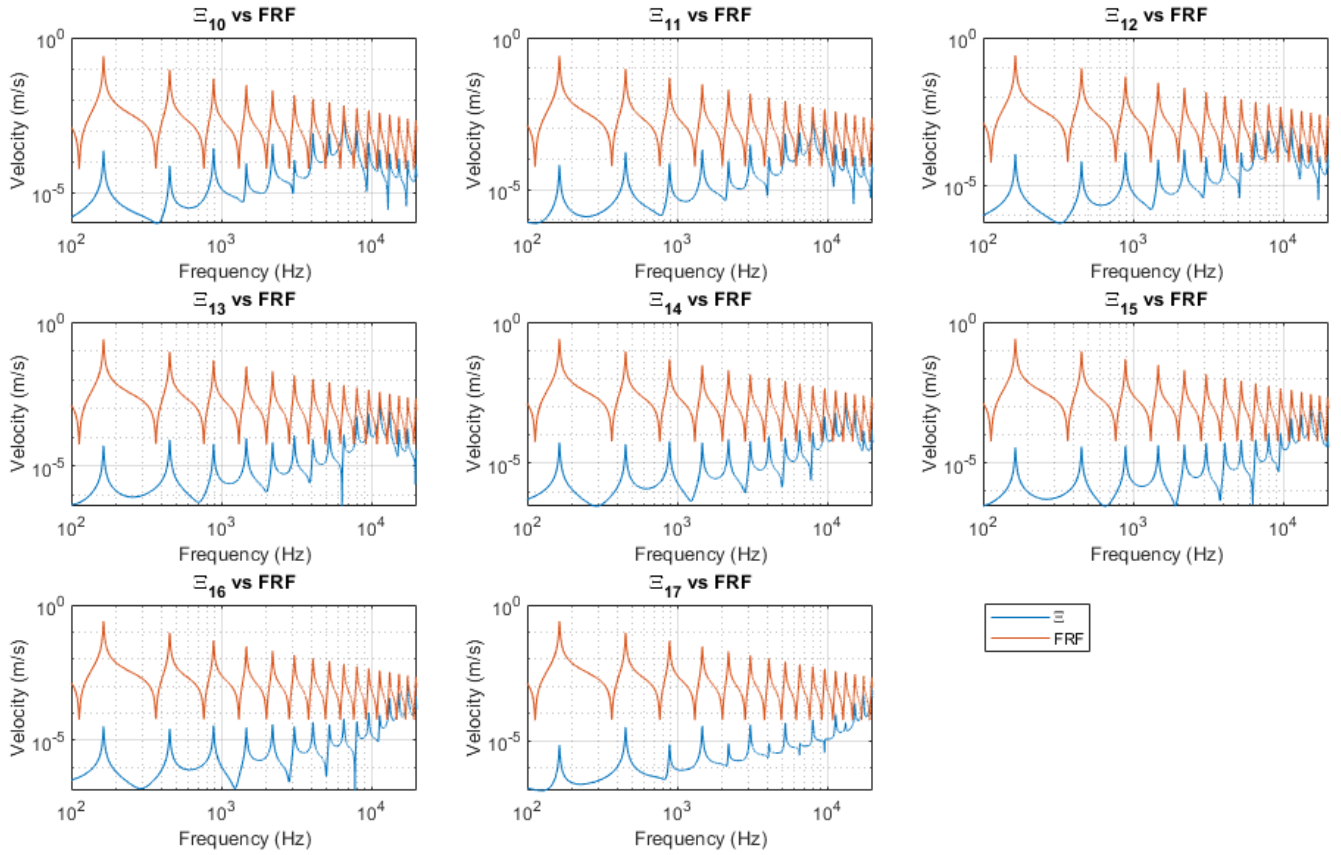 Ξ10 vs FRF
Ξ11 vs FRF
Ξ12 vs FRF
10^0
10^-5
Velocity (m/s)
10^2 10^3 10^4
Frequency (Hz)
10^0
10^-5
Velocity (m/s)
10^2 10^3 10^4
Frequency (Hz)
10^0
10^-5
Velocity (m/s)
10^2 10^3 10^4
Frequency (Hz)
Ξ13 vs FRF
Ξ14 vs FRF
Ξ15 vs FRF
10^0
10^-5
Velocity (m/s)
10^2 10^3 10^4
Frequency (Hz)
10^0
10^-5
Velocity (m/s)
10^2 10^3 10^4
Frequency (Hz)
10^0
10^-5
Velocity (m/s)
10^2 10^3 10^4
Frequency (Hz)
Ξ16 vs FRF
Ξ17 vs FRF
10^0
10^-5
Velocity (m/s)
10^2 10^3 10^4
Frequency (Hz)
10^0
10^-5
Velocity (m/s)
10^2 10^3 10^4
Frequency (Hz)
Ξ
FRF